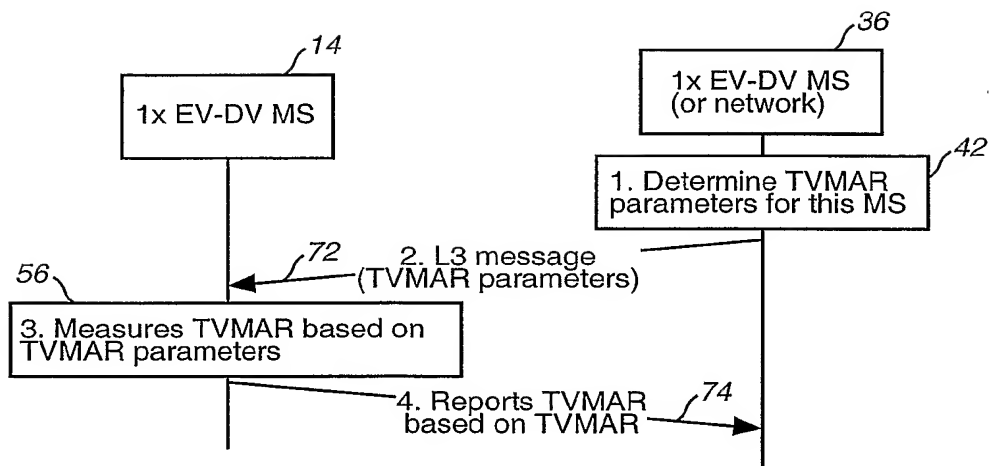 14
1x EV-DV MS
36
1x EV-DV MS
(or network)
42
1. Determine TVMAR
parameters for this MS
72
2. L3 message
(TVMAR parameters)
56
3. Measures TVMAR based on
TVMAR parameters
4. Reports TVMAR
based on TVMAR
74